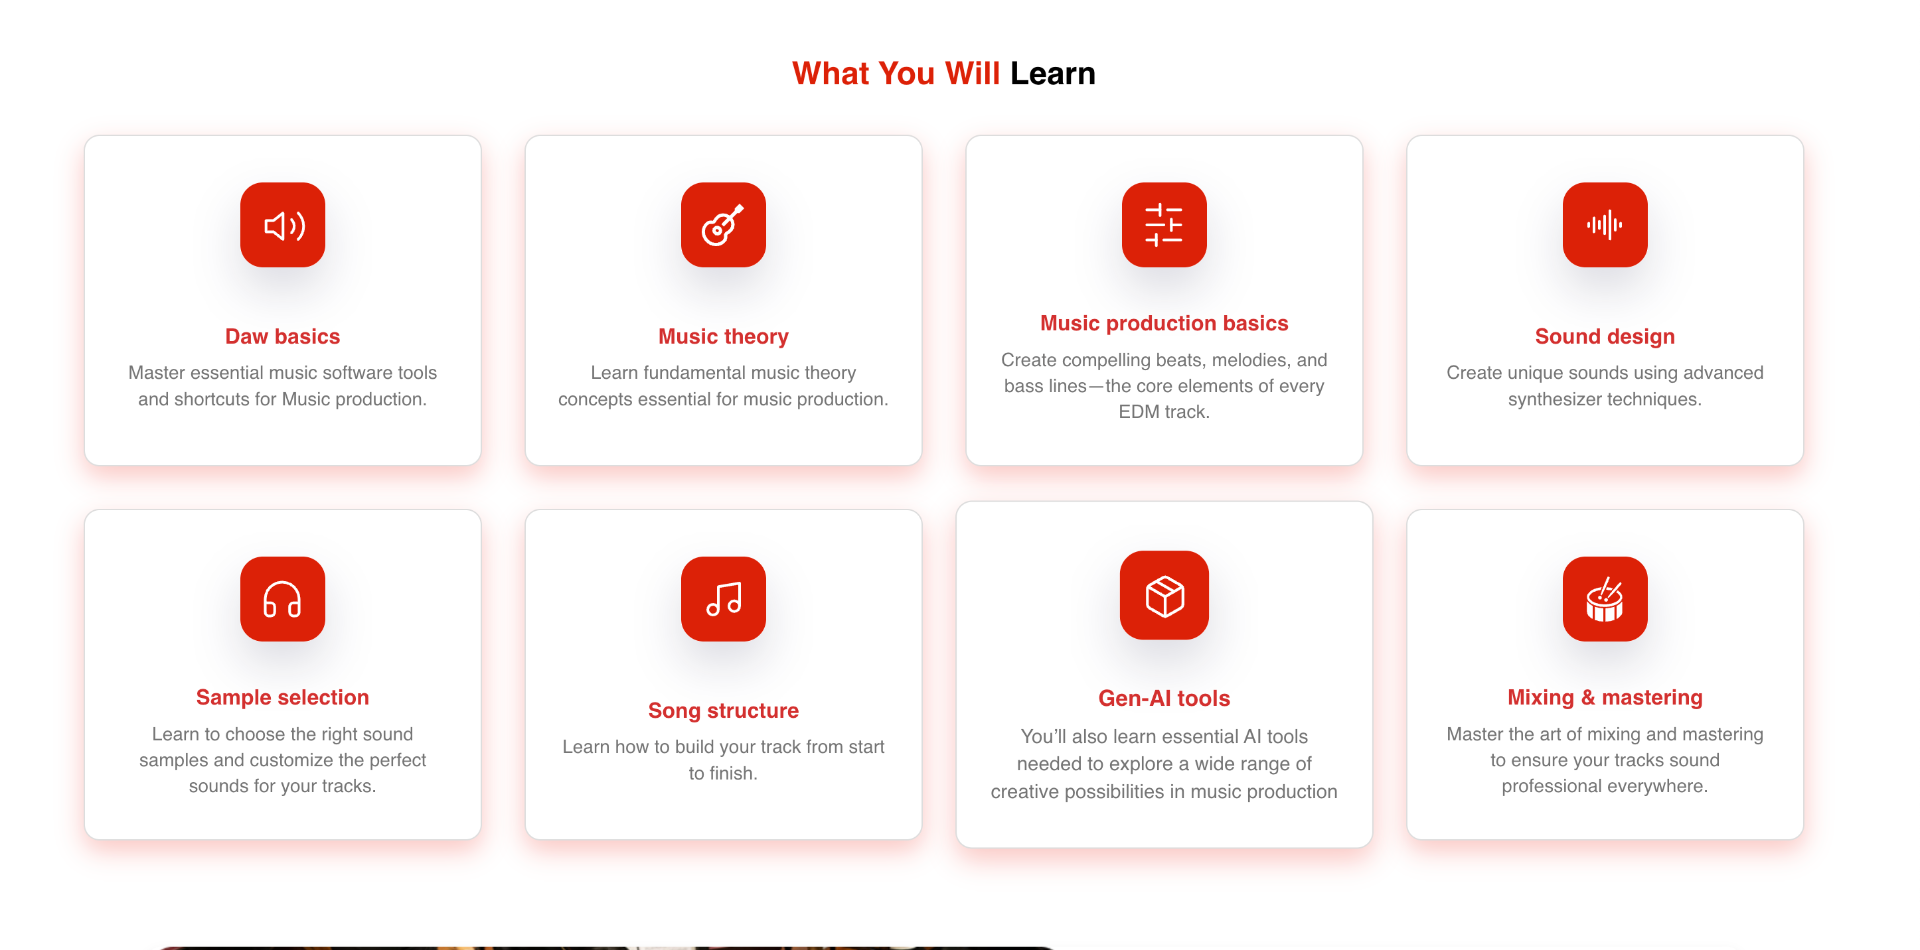 What You Will Learn
Daw basics
Master essential music software tools
and shortcuts for Music production.
Music theory
Learn fundamental music theory
concepts essential for music production.
Music production basics
Create compelling beats, melodies, and
bass lines—the core elements of every
EDM track.
Sound design
Create unique sounds using advanced
synthesizer techniques.
Sample selection
Learn to choose the right sound
samples and customize the perfect
sounds for your tracks.
Song structure
Learn how to build your track from start
to finish.
Gen-AI tools
You’ll also learn essential AI tools
needed to explore a wide range of
creative possibilities in music production
Mixing & mastering
Master the art of mixing and mastering
to ensure your tracks sound
professional everywhere.